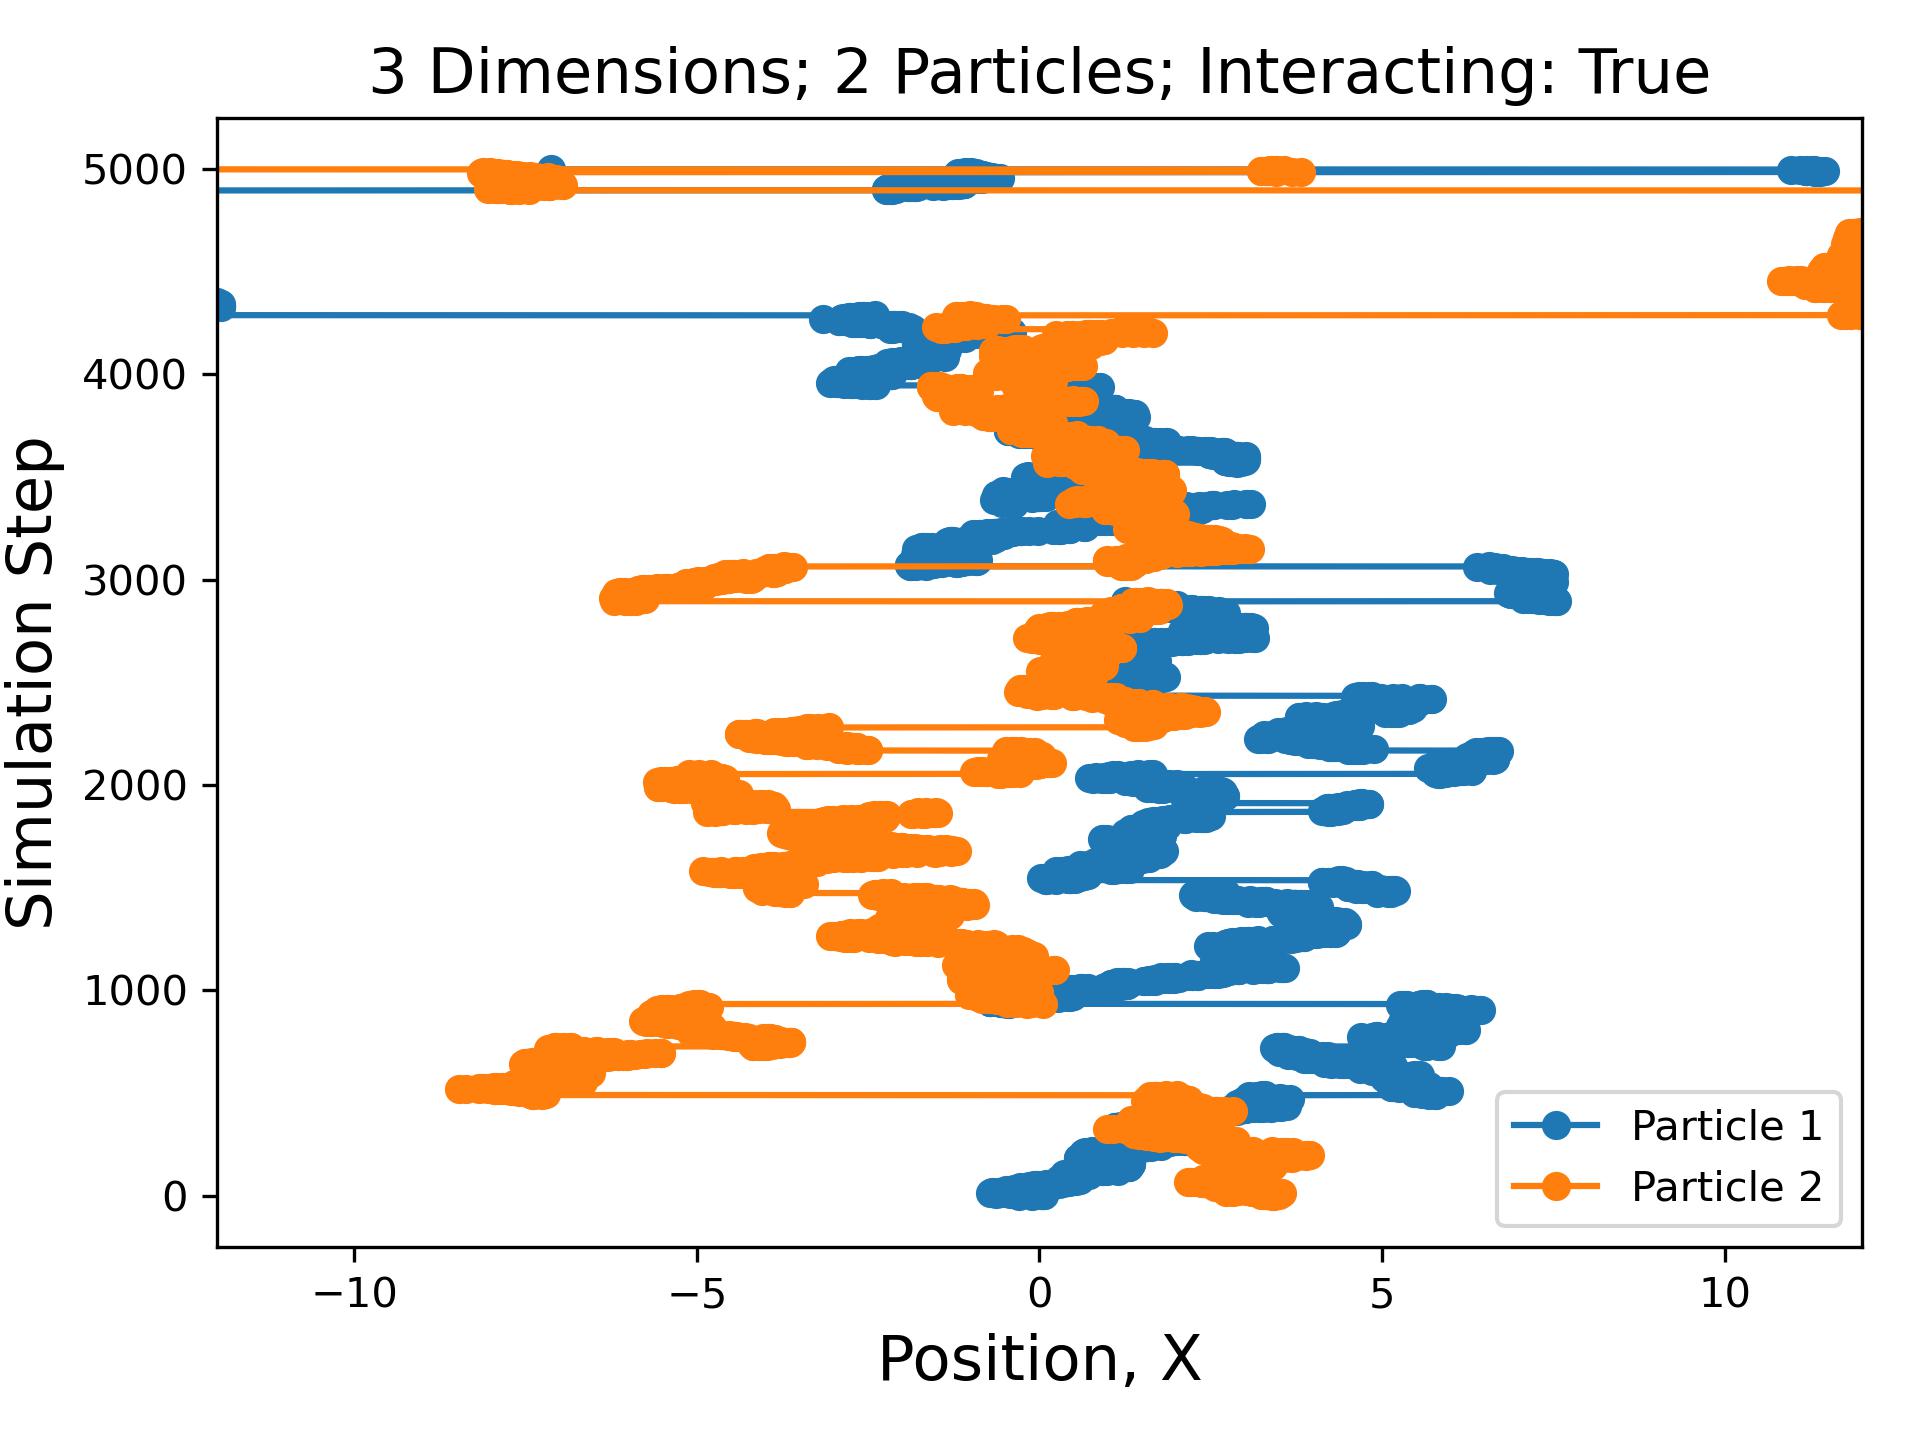 3 Dimensions; 2 Particles; Interacting: True
Simulation Step
5000
4000
3000
2000
1000
0
−10
−5
0
5
10
Position, X
Particle 1
Particle 2